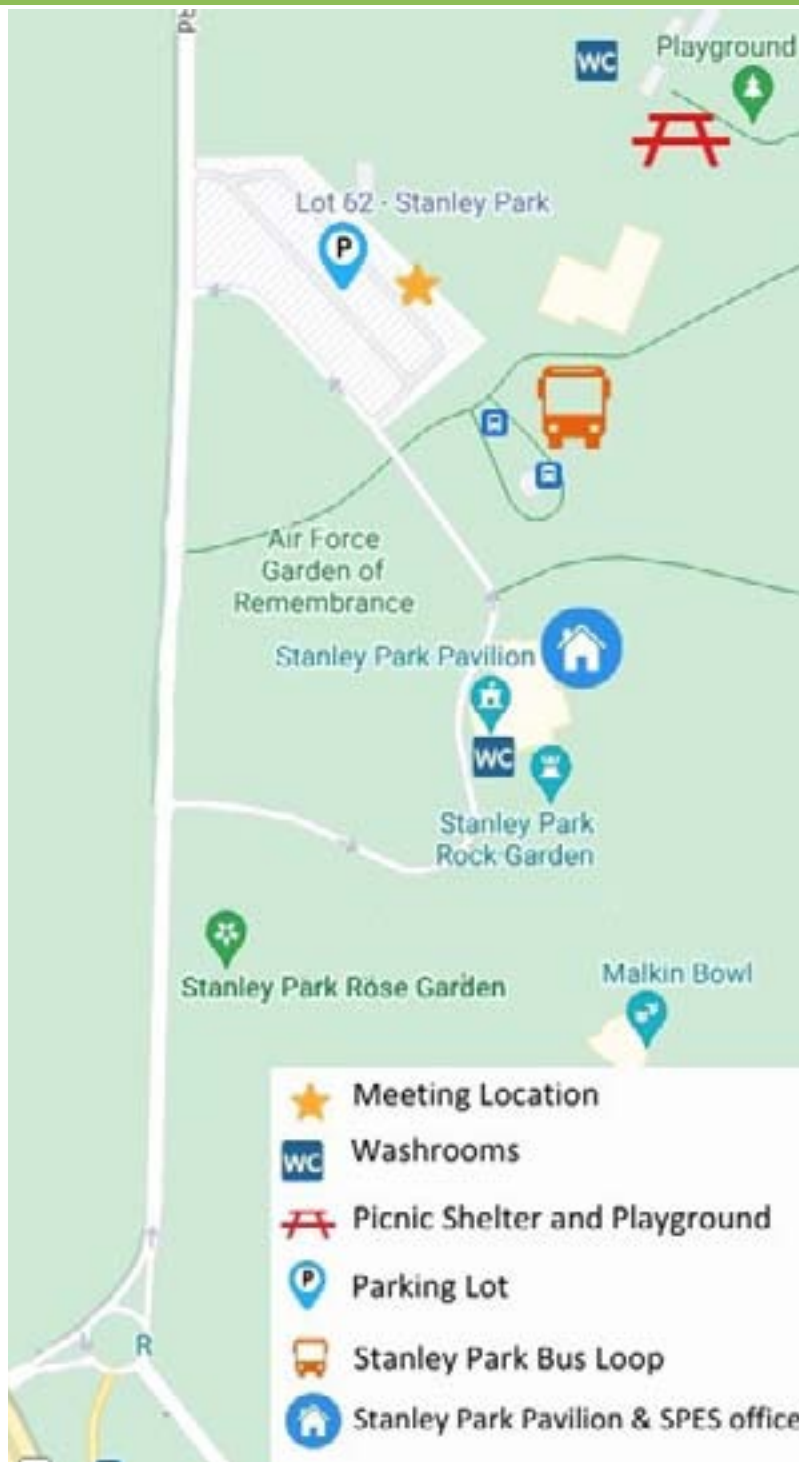 WC
Playground
Lot 62 - Stanley Park
P
Air Force
Garden of
Remembrance
Stanley Park Pavilion
WC
Stanley Park
Rock Garden
Stanley Park Rose Garden
Malkin Bowl
Meeting Location
WC Washrooms
Picnic Shelter and Playground
P Parking Lot
R
Stanley Park Bus Loop
Stanley Park Pavilion & SPES office